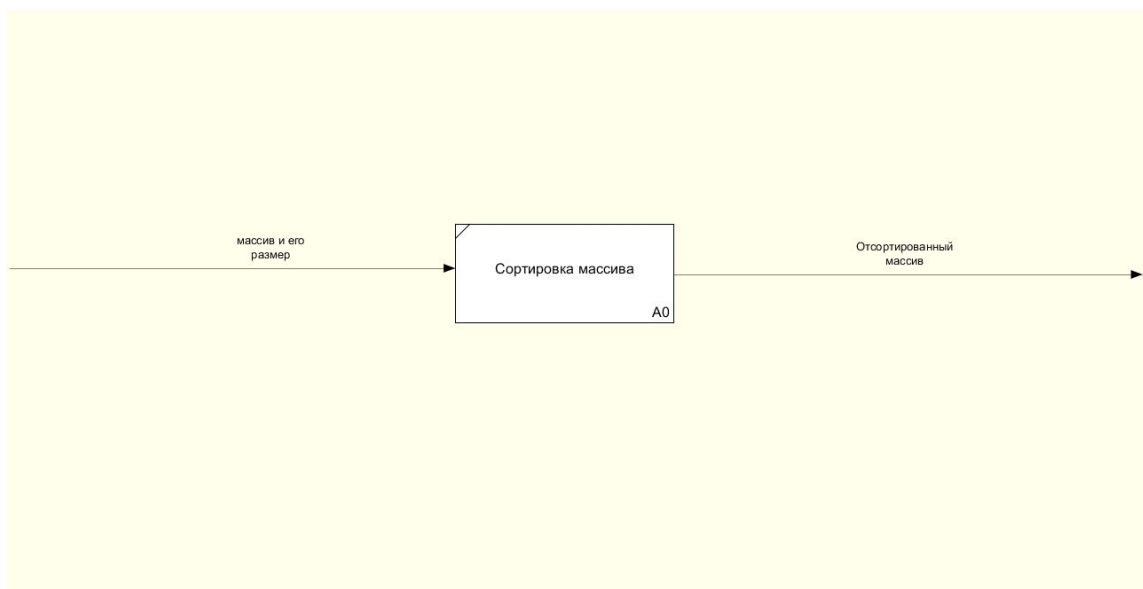 массив и его
размер
Сортировка массива
A0
Отсортированный
массив